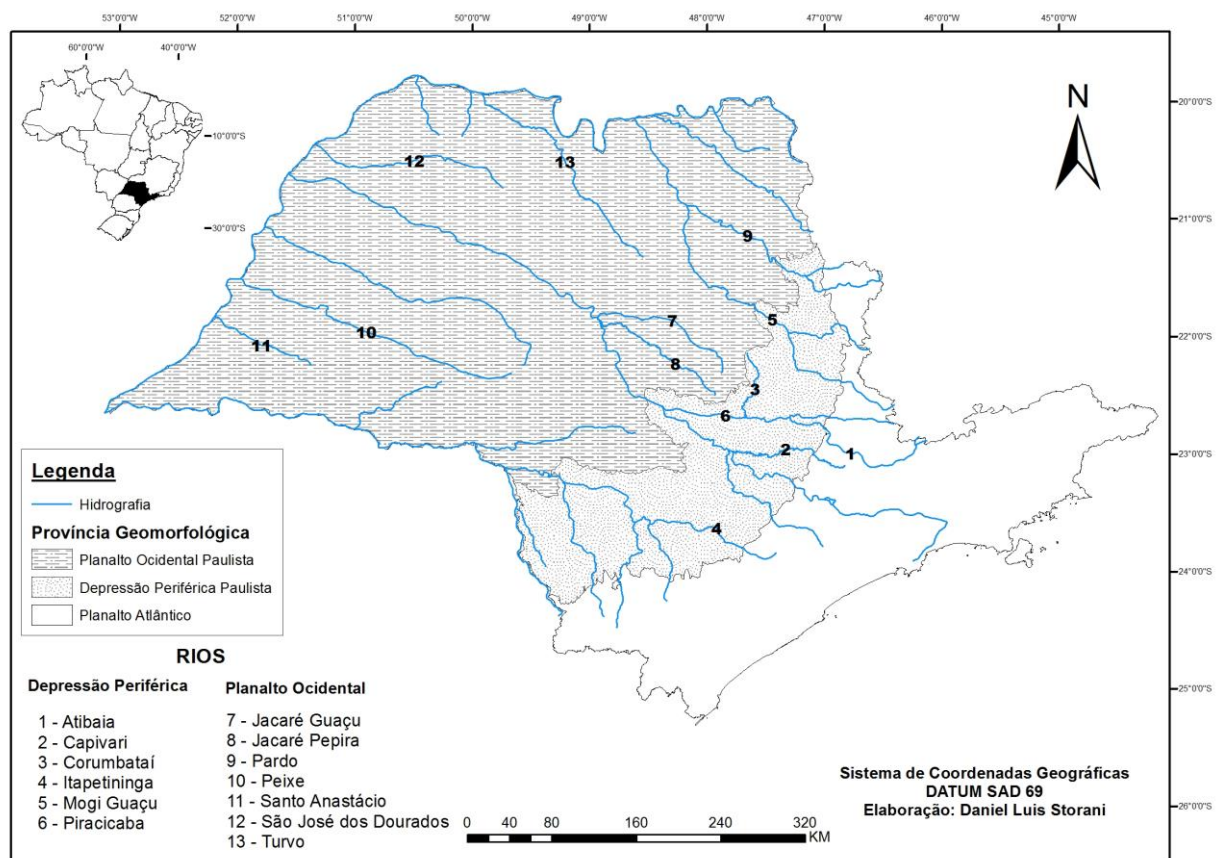 53°0'0"W 52°0'0"W 51°0'0"W 50°0'0"W 49°0'0"W 48°0'0"W 47°0'0"W 46°0'0"W 45°0'0"W
60°0'0"W 40°0'0"W
10°0'0"S
30°0'0"S
N
20°0'0"S
21°0'0"S
22°0'0"S
23°0'0"S
24°0'0"S
25°0'0"S
26°0'0"S
12
13
9
7
5
10
11
8
3
6
2
1
4
Legenda
Hidrografia
Província Geomorfológica
Planalto Ocidental Paulista
Depressão Periférica Paulista
Planalto Atlântico
RIOS
Depressão Periférica
1 - Atibaia
2 - Capivari
3 - Corumbataí
4 - Itapetininga
5 - Mogi Guaçu
6 - Piracicaba
Planalto Ocidental
7 - Jacaré Guaçu
8 - Jacaré Pepira
9 - Pardo
10 - Peixe
11 - Santo Anastácio
12 - São José dos Dourados
13 - Turvo
0 40 80 160 240 320
KM
Sistema de Coordenadas Geográficas
DATUM SAD 69
Elaboração: Daniel Luis Storani